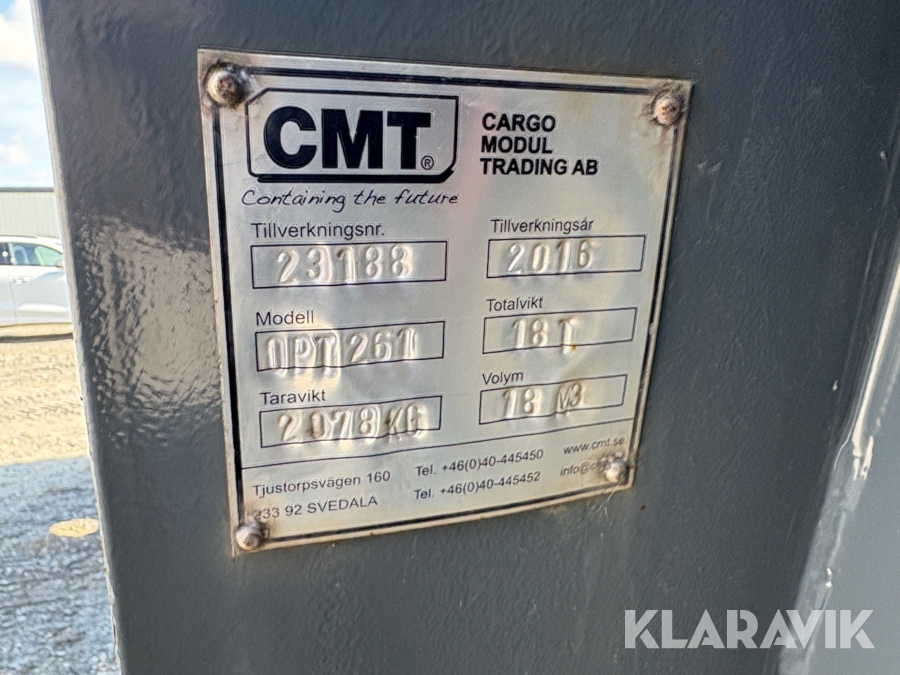 CMT®
CARGO
MODUL
TRADING AB
Containing the future
Tillverkningsnr.
23188
Tillverkningsår
2016
Modell
OPT 261
Totalvikt
18 T
Taravikt
2078 KG
Volym
18 M3
Tjustorpsvägen 160
233 92 SVEDALA
Tel. +46(0)40-445450
Tel. +46(0)40-445452
www.cmt.se
KLARAVIK